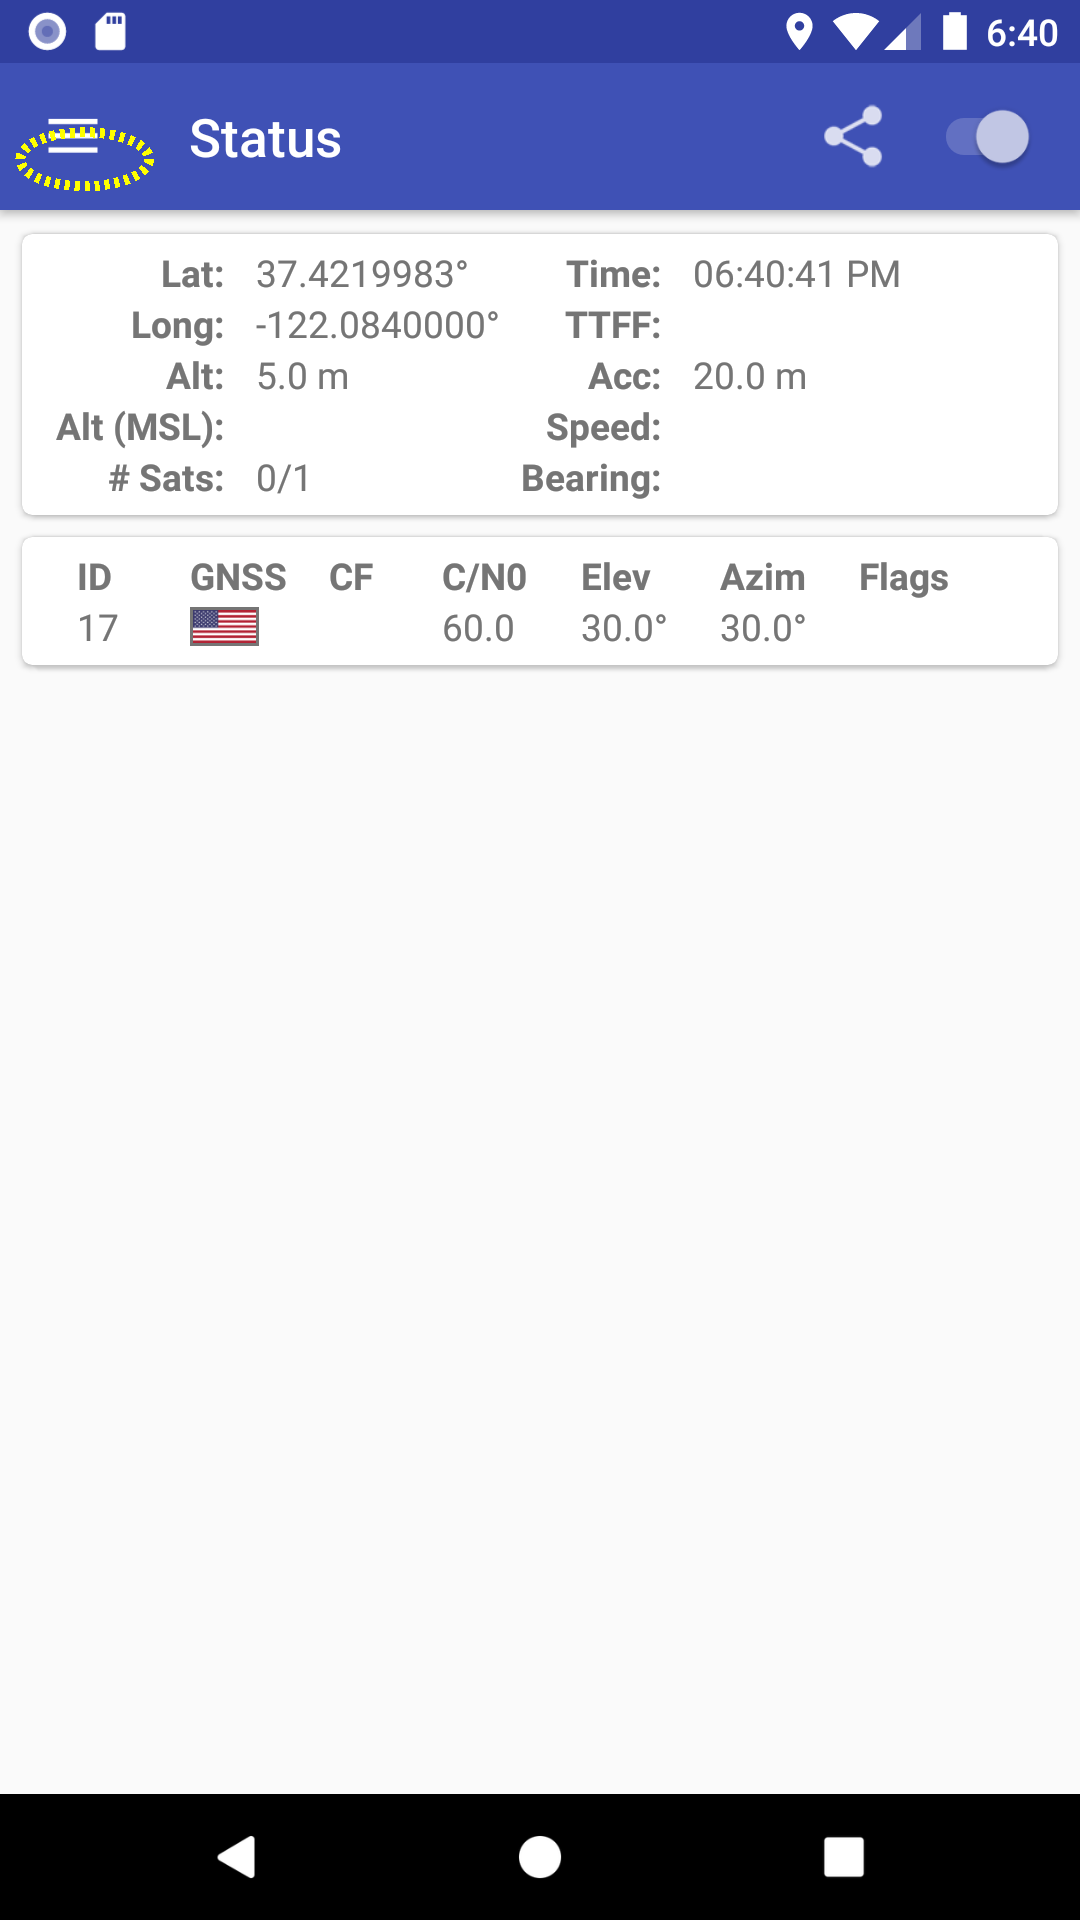 6:40
Status
Lat: 37.4219983° Time: 06:40:41 PM
Long: -122.0840000° TTFF:
Alt: 5.0 m Acc: 20.0 m
Alt (MSL): Speed:
# Sats: 0/1 Bearing:
ID GNSS CF C/N0 Elev Azim Flags
17 60.0 30.0° 30.0°